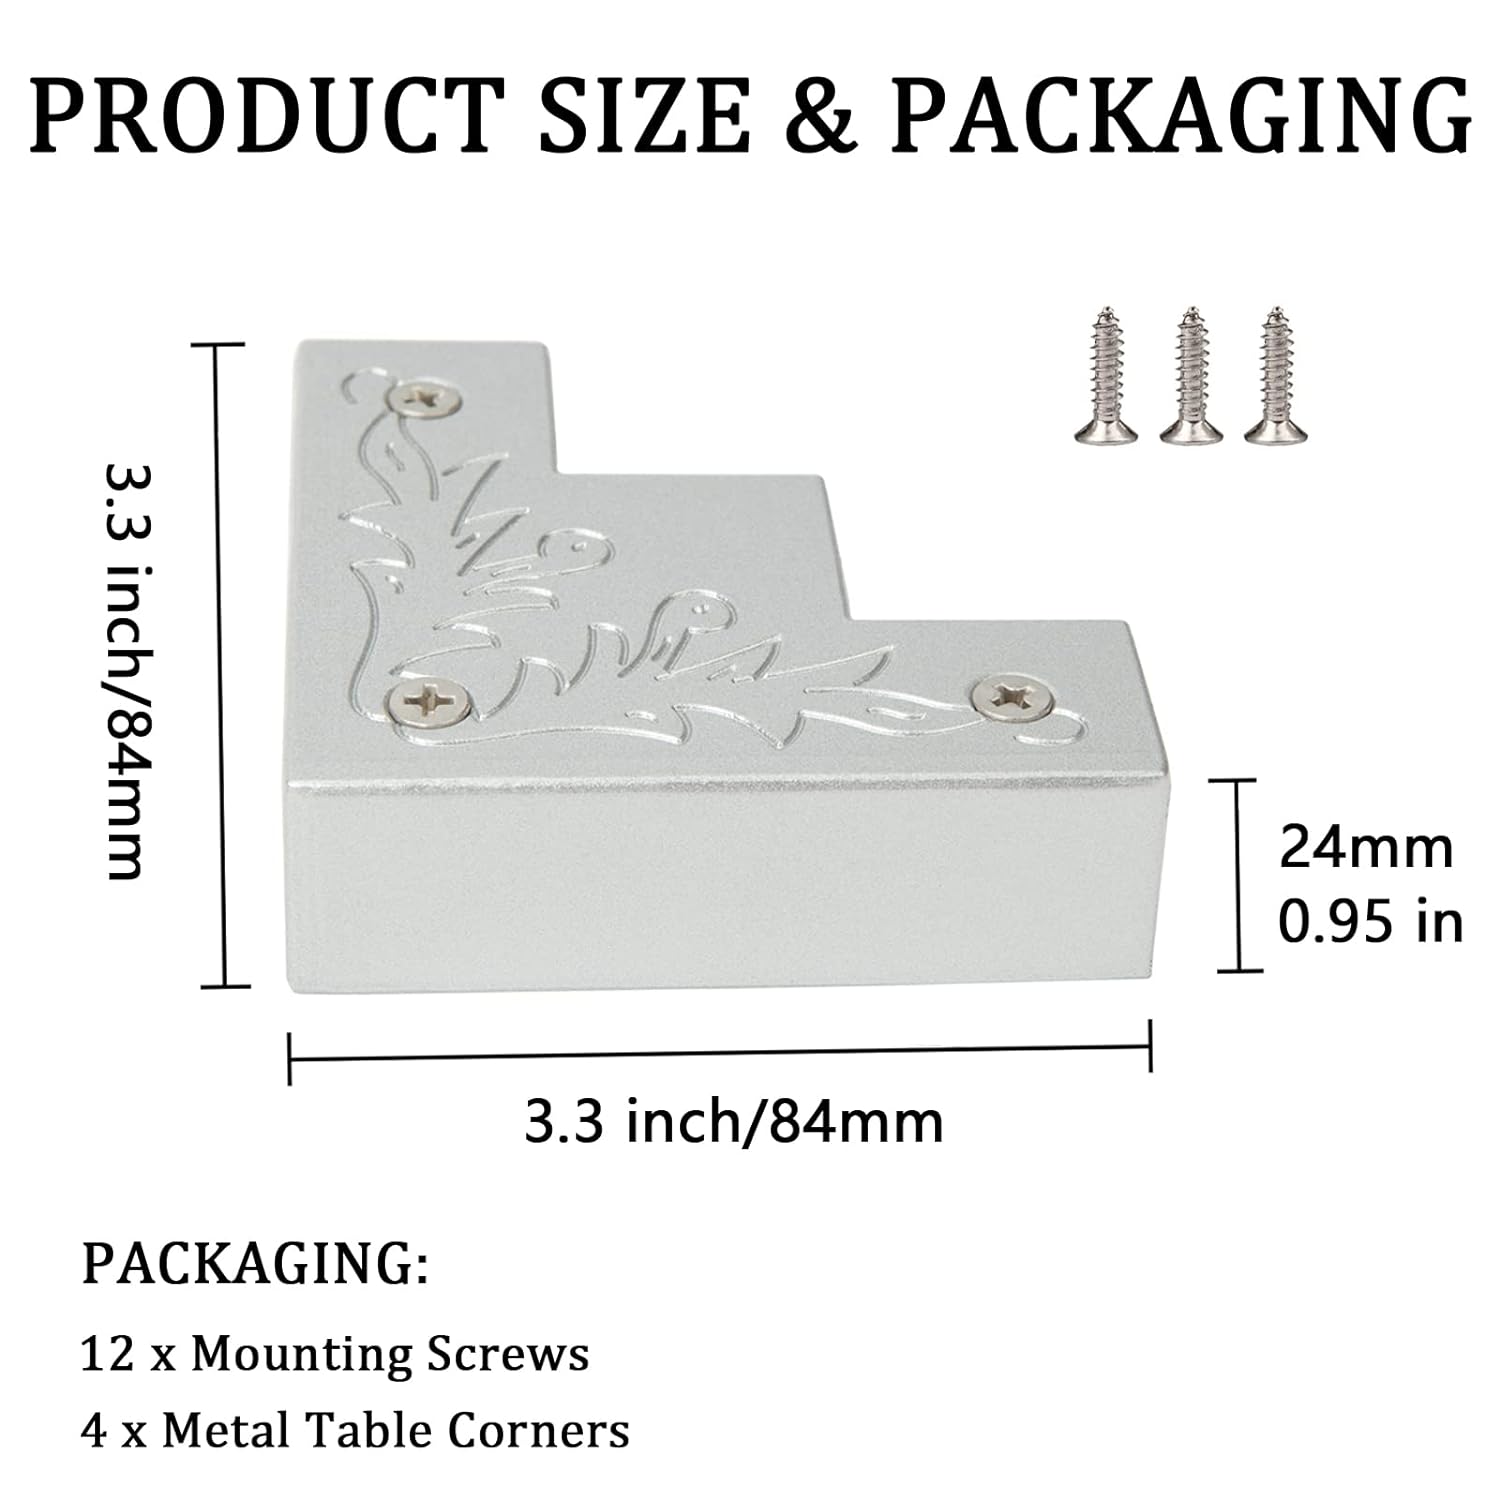 PRODUCT SIZE & PACKAGING
3.3 inch/84mm
24mm
0.95 in
3.3 inch/84mm
PACKAGING:
12 x Mounting Screws
4 x Metal Table Corners